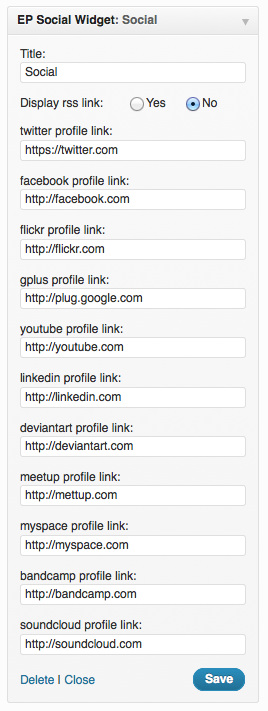 EP Social Widget: Social
Title:
Social
Display rss link: Yes No
twitter profile link:
https://twitter.com
facebook profile link:
http://facebook.com
flickr profile link:
http://flickr.com
gplus profile link:
http://plug.google.com
youtube profile link:
http://youtube.com
linkedin profile link:
http://linkedin.com
deviantart profile link:
http://deviantart.com
meetup profile link:
http://mettup.com
myspace profile link:
http://myspace.com
bandcamp profile link:
http://bandcamp.com
soundcloud profile link:
http://soundcloud.com
Delete | Close Save